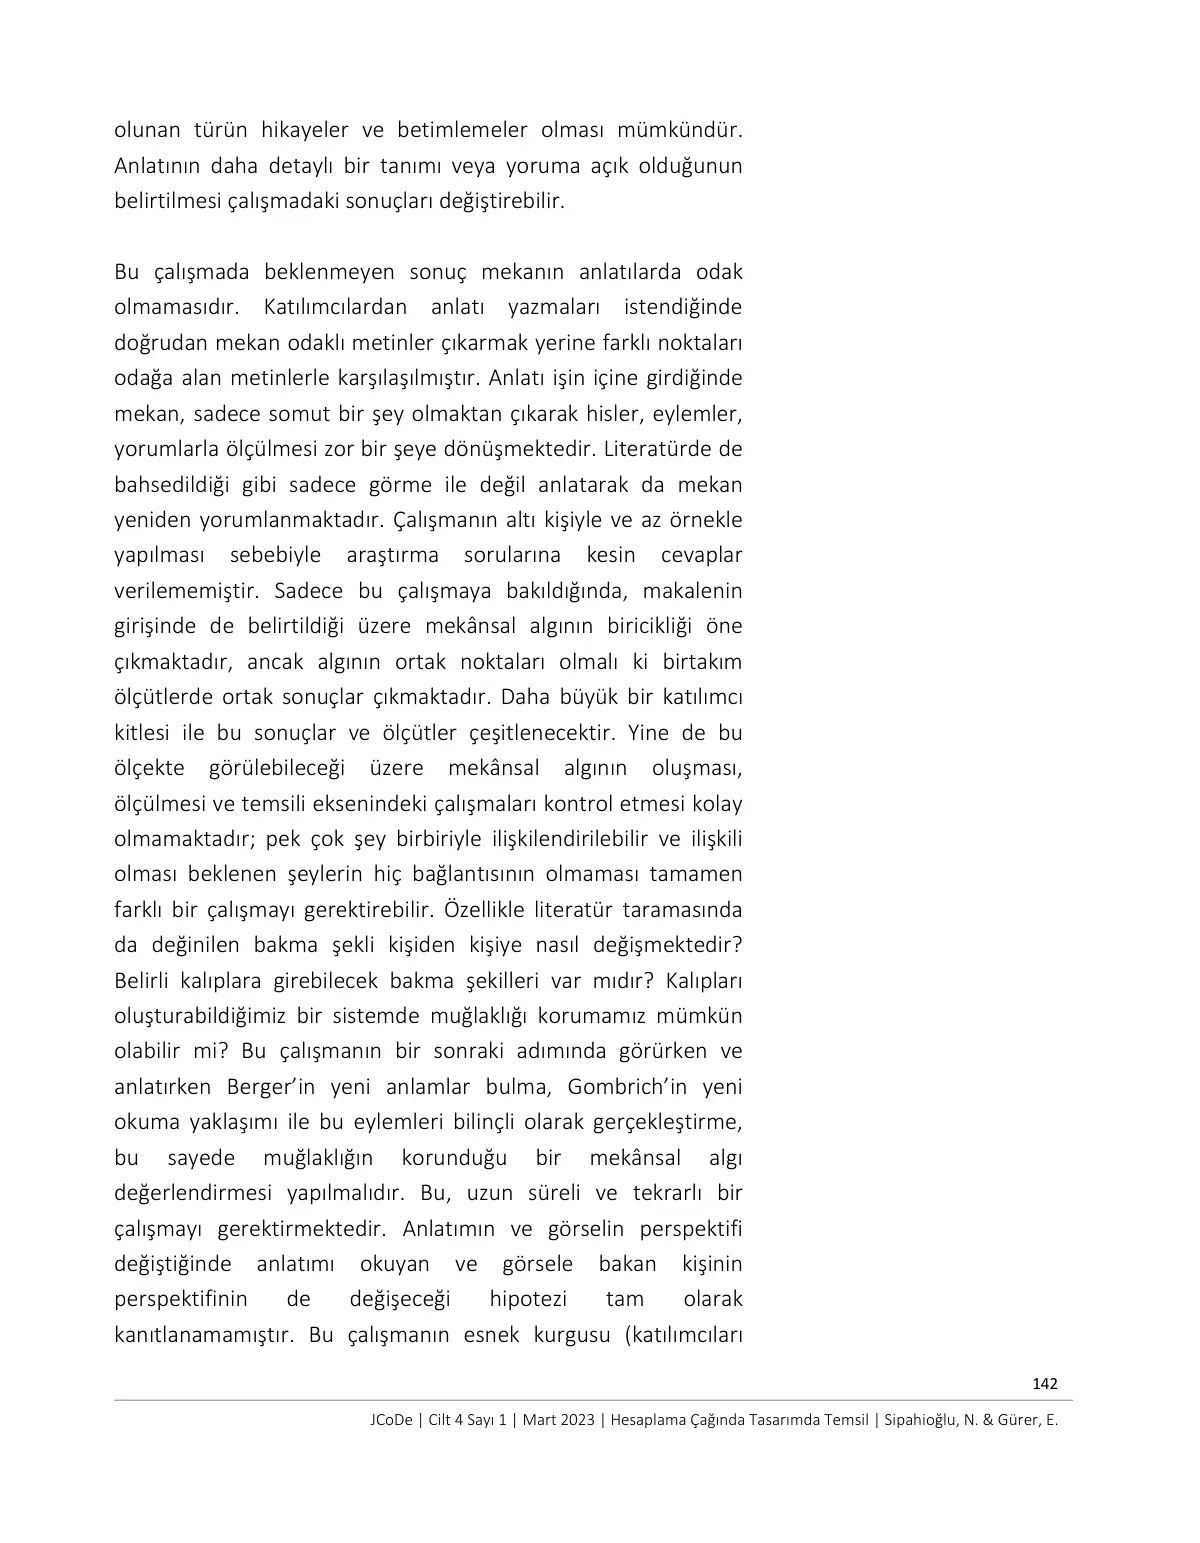 olunan türün hikayeler ve betimlemeler olması mümkündür.
Anlatının daha detaylı bir tanımı veya yoruma açık olduğunun
belirtilmesi çalışmadaki sonuçları değiştirebilir.
Bu çalışmada beklenmeyen sonuç mekanın anlatılarda odak
olmamasıdır. Katılımcılardan anlatı yazmaları istendiğinde
doğrudan mekan odaklı metinler çıkarmak yerine farklı noktaları
odağa alan metinlerle karşılaşılmıştır. Anlatı işin içine girdiğinde
mekan, sadece somut bir şey olmaktan çıkarak hisler, eylemler,
yorumlarla ölçülmesi zor bir şeye dönüşmektedir. Literatürde de
bahsedildiği gibi sadece görme ile değil anlatarak da mekan
yeniden yorumlanmaktadır. Çalışmanın altı kişiyle ve az örnekle
yapılması sebebiyle araştırma sorularına kesin cevaplar
verilememiştir. Sadece bu çalışmaya bakıldığında, makalenin
girişinde de belirtildiği üzere mekânsal algının biricikliği öne
çıkmaktadır, ancak algının ortak noktaları olmalı ki birtakım
ölçütlerde ortak sonuçlar çıkmaktadır. Daha büyük bir katılımcı
kitlesi ile bu sonuçlar ve ölçütler çeşitlenecektir. Yine de bu
ölçekte görülebileceği üzere mekânsal algının oluşması,
ölçülmesi ve temsili eksenindeki çalışmaları kontrol etmesi kolay
olmamaktadır; pek çok şey birbiriyle ilişkilendirilebilir ve ilişkili
olması beklenen şeylerin hiç bağlantısının olmaması tamamen
farklı bir çalışmayı gerektirebilir. Özellikle literatür taramasında
da değinilen bakma şekli kişiden kişiye nasıl değişmektedir?
Belirli kalıplara girebilecek bakma şekilleri var mıdır? Kalıpları
oluşturabildiğimiz bir sistemde muğlaklığı korumamız mümkün
olabilir mi? Bu çalışmanın bir sonraki adımında görürken ve
anlatırken Berger’in yeni anlamlar bulma, Gombrich’in yeni
okuma yaklaşımı ile bu eylemleri bilinçli olarak gerçekleştirme,
bu sayede muğlaklığın korunduğu bir mekânsal algı
değerlendirmesi yapılmalıdır. Bu, uzun süreli ve tekrarlı bir
çalışmayı gerektirmektedir. Anlatımın ve görselin perspektifi
değiştiğinde anlatımı okuyan ve görsele bakan kişinin
perspektifinin de değişeceği hipotezi tam olarak
kanıtlanamamıştır. Bu çalışmanın esnek kurgusu (katılımcıları
142
JCoDe | Cilt 4 Sayı 1 | Mart 2023 | Hesaplama Çağında Tasarımda Temsil | Sipahioğlu, N. & Gürer, E.